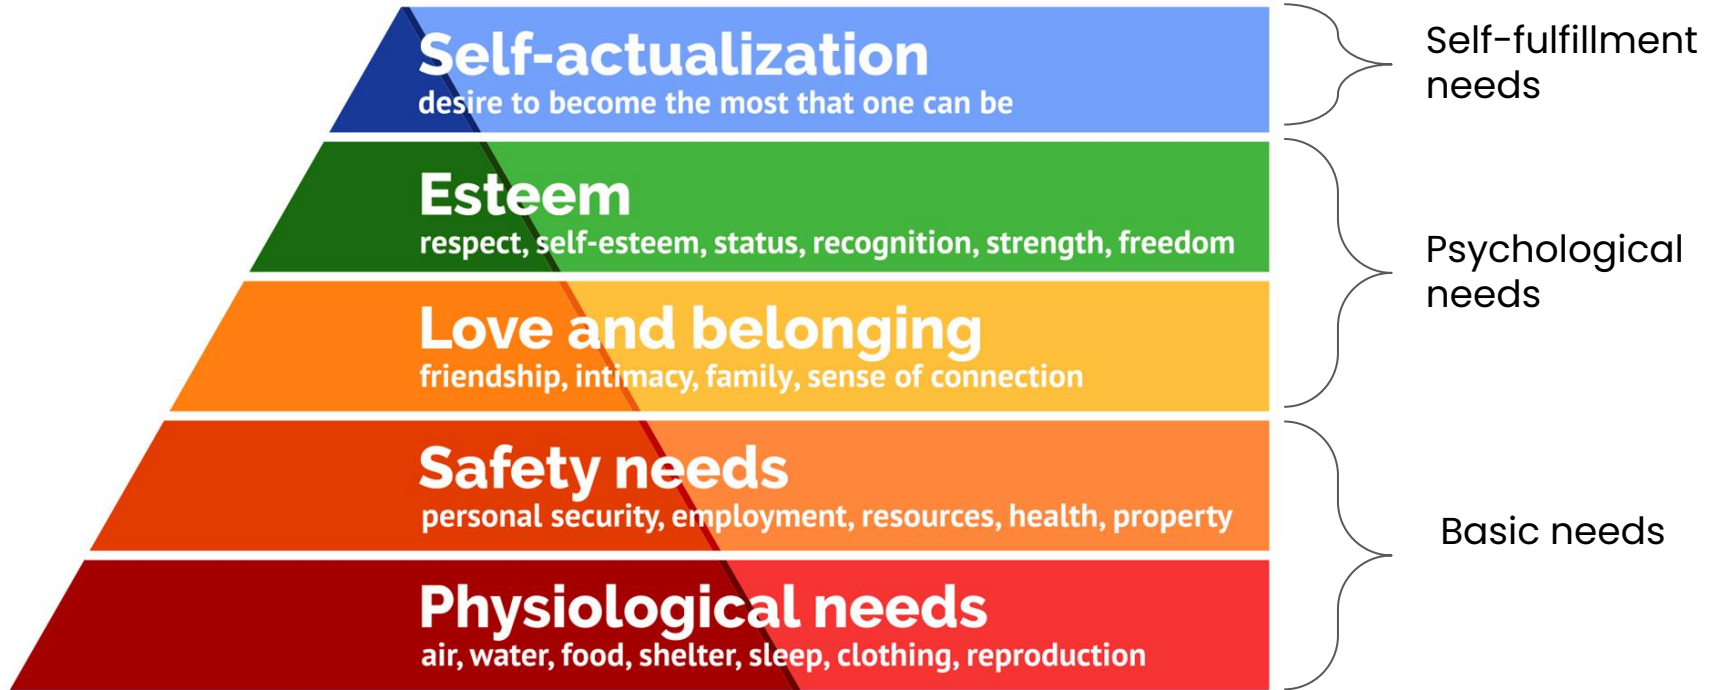 Self-actualization
desire to become the most that one can be
Self-fulfillment
needs
Esteem
respect, self-esteem, status, recognition, strength, freedom
Psychological
needs
Love and belonging
friendship, intimacy, family, sense of connection
Safety needs
personal security, employment, resources, health, property
Basic needs
Physiological needs
air, water, food, shelter, sleep, clothing, reproduction